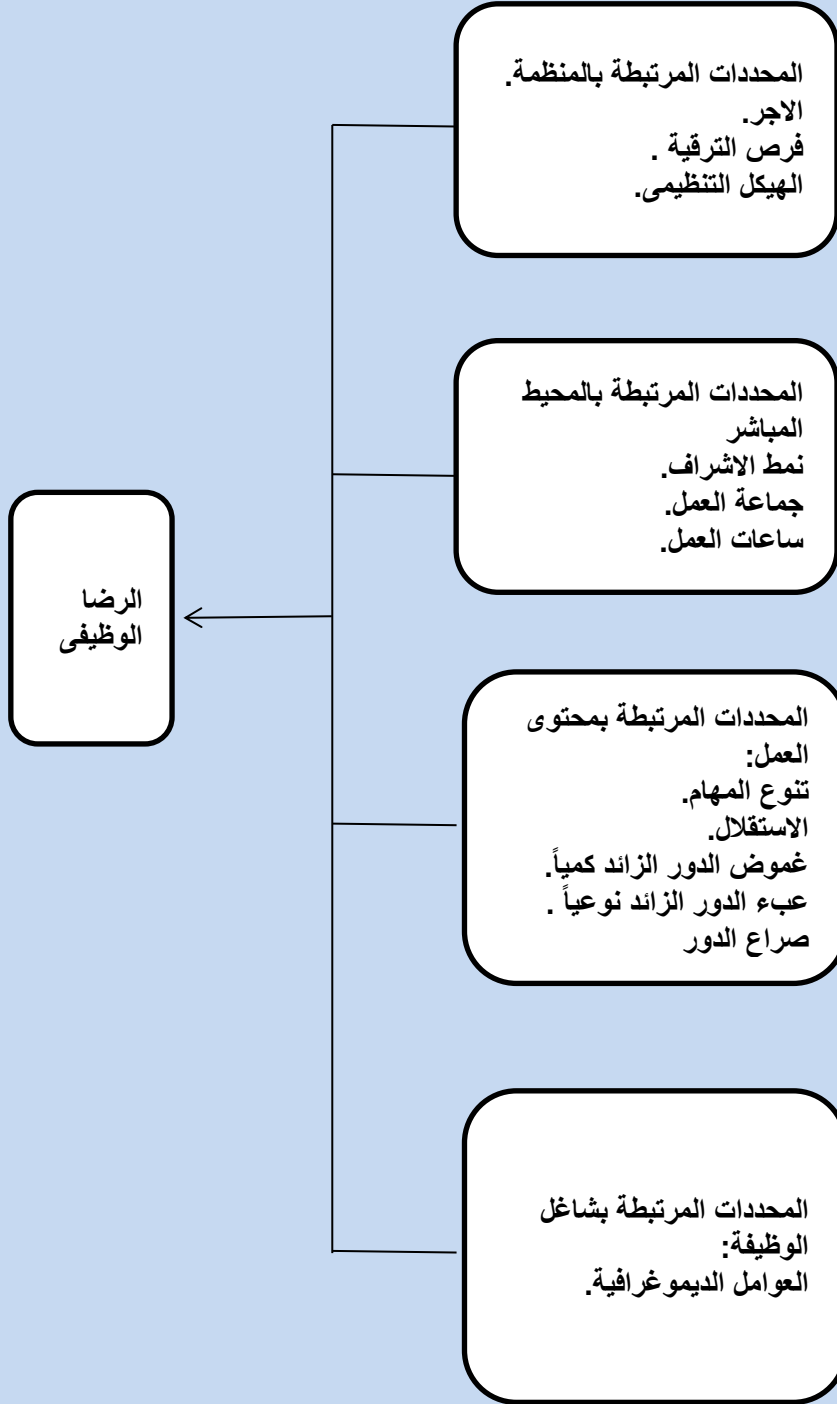 المحددات المرتبطة بالمنظمة.
الاجر.
فرص الترقية .
الهيكل التنظيمى.
المحددات المرتبطة بالمحيط
المباشر
نمط الاشراف.
جماعة العمل.
ساعات العمل.
المحددات المرتبطة بمحتوى
العمل:
تنوع المهام.
الاستقلال.
غموض الدور الزائد كمياً.
عبء الدور الزائد نوعياً .
صراع الدور
المحددات المرتبطة بشاغل
الوظيفة:
العوامل الديموغرافية.
الرضا
الوظيفى